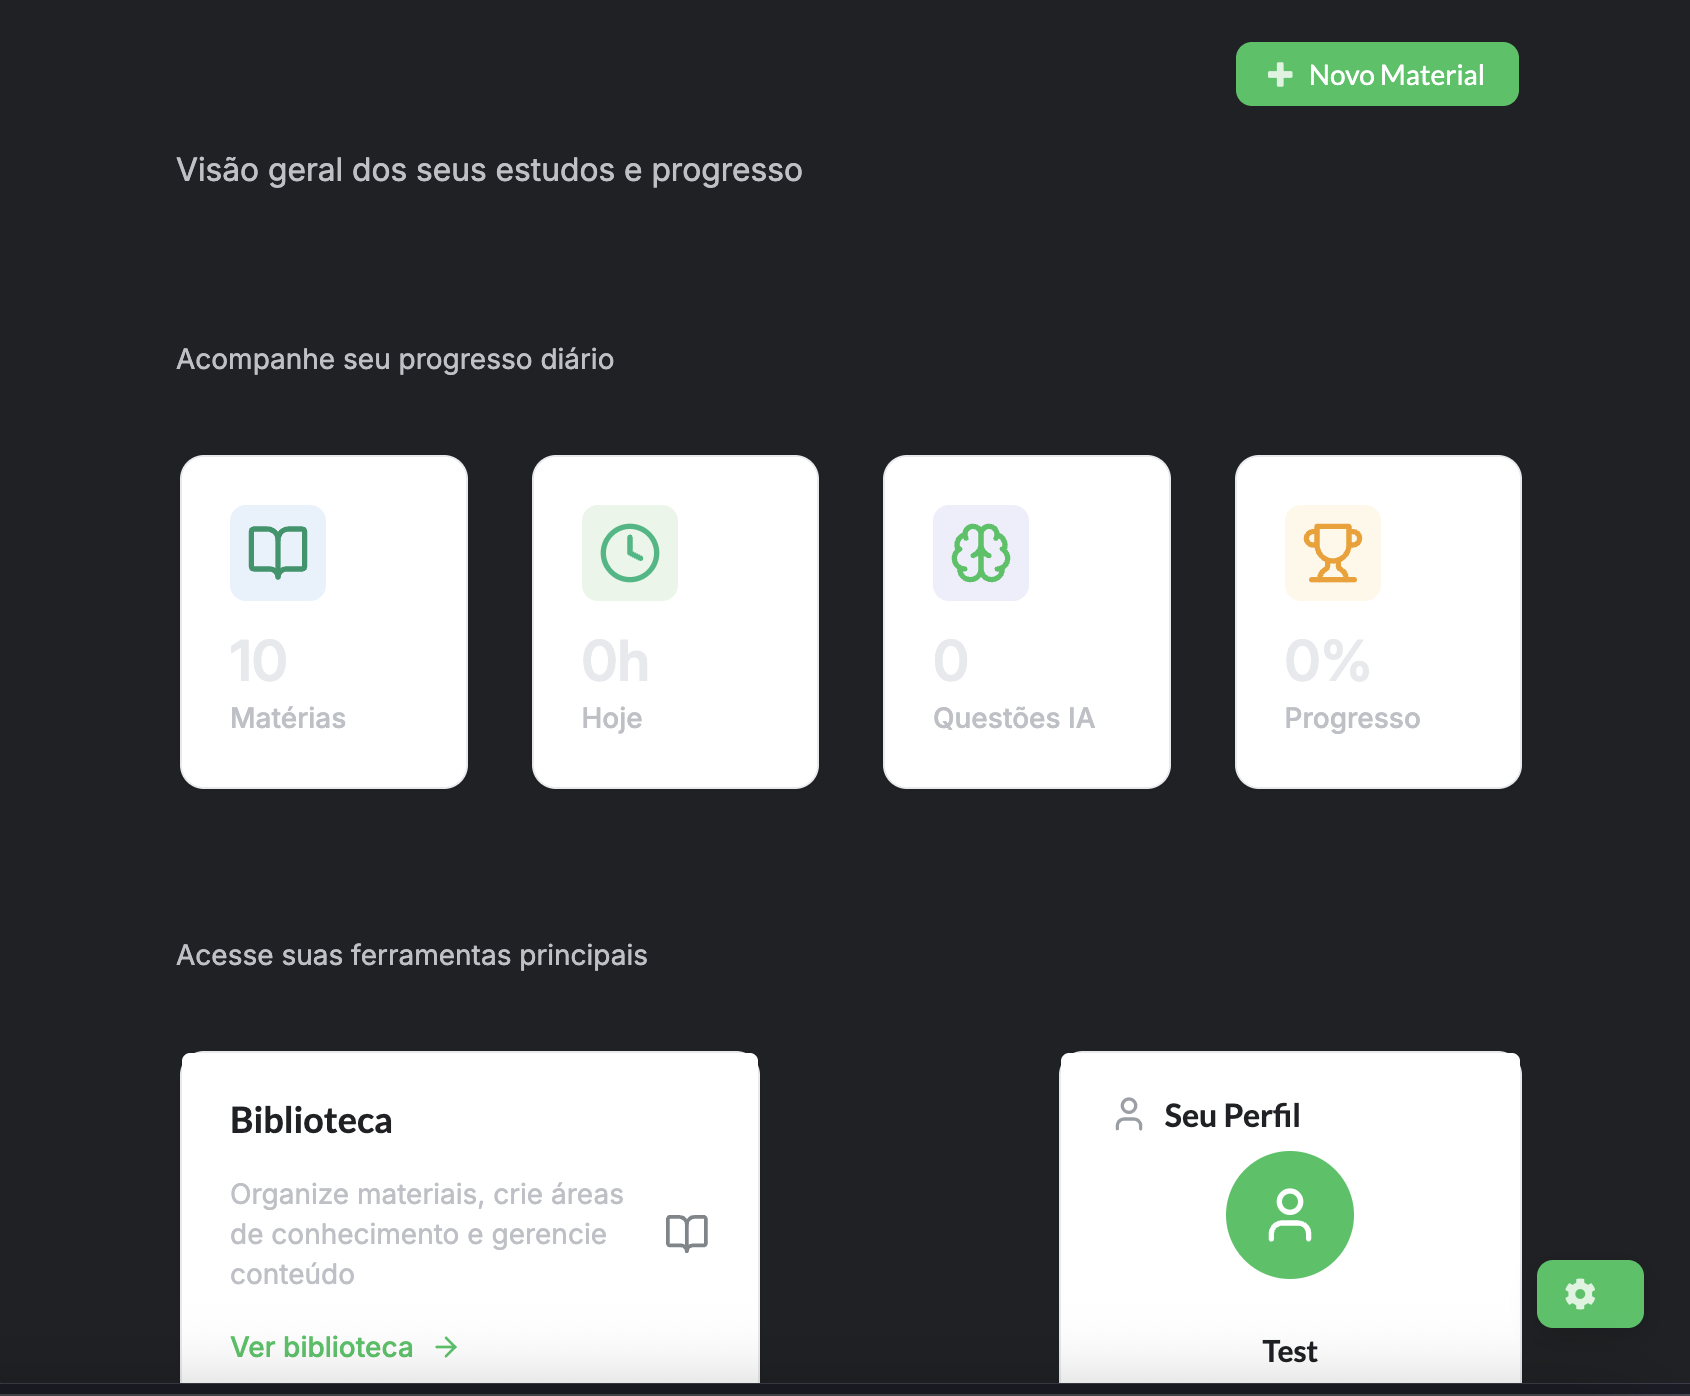 Novo Material
Visão geral dos seus estudos e progresso
Acompanhe seu progresso diário
10
Matérias
0h
Hoje
0
Questões IA
0%
Progresso
Acesse suas ferramentas principais
Biblioteca
Organize materiais, crie áreas
de conhecimento e gerencie
conteúdo
Ver biblioteca
Seu Perfil
Test